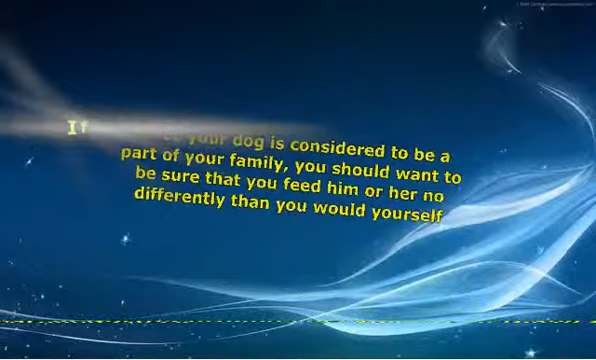 If your dog is considered to be a
part of your family, you should want to
be sure that you feed him or her no
differently than you would yourself